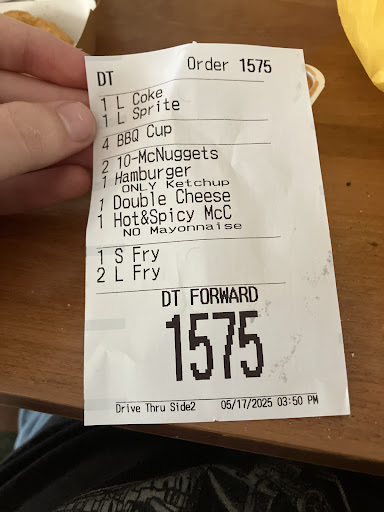 DT Order 1575
1 L Coke
1 L Sprite
4 BBQ Cup
2 10-McNuggets
1 Hamburger
ONLY Ketchup
1 Double Cheese
1 Hot&Spicy McC
NO Mayonnaise
1 S Fry
2 L Fry
DT FORWARD
1575
Drive Thru Side2 05/17/2025 03:50 PM